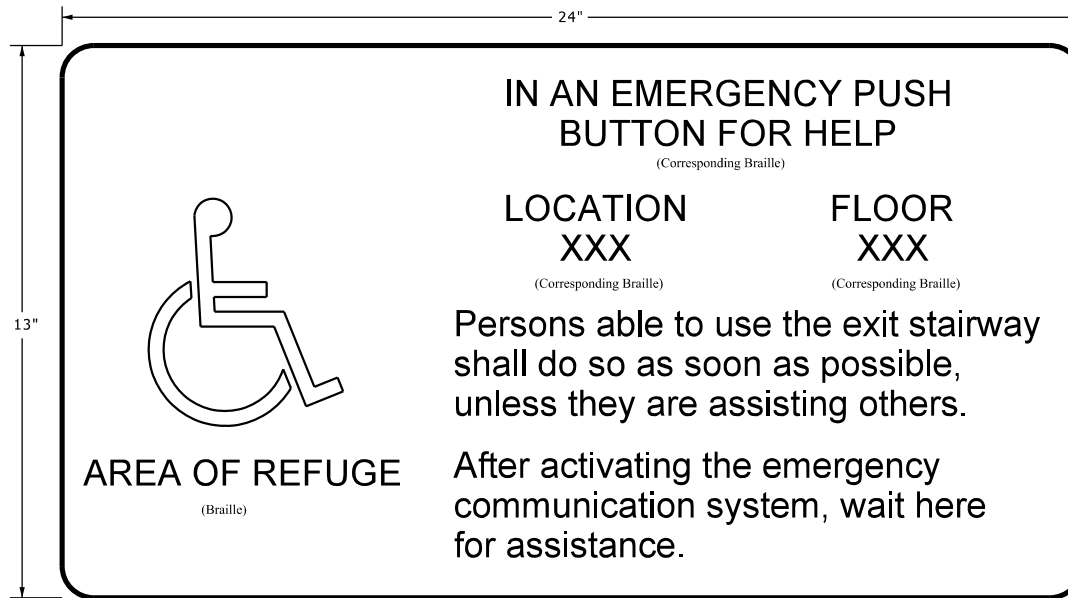 24"
13"
IN AN EMERGENCY PUSH
BUTTON FOR HELP
(Corresponding Braille)
LOCATION
XXX
(Corresponding Braille)
FLOOR
XXX
(Corresponding Braille)
Persons able to use the exit stairway
shall do so as soon as possible,
unless they are assisting others.
After activating the emergency
communication system, wait here
for assistance.
AREA OF REFUGE
(Braille)